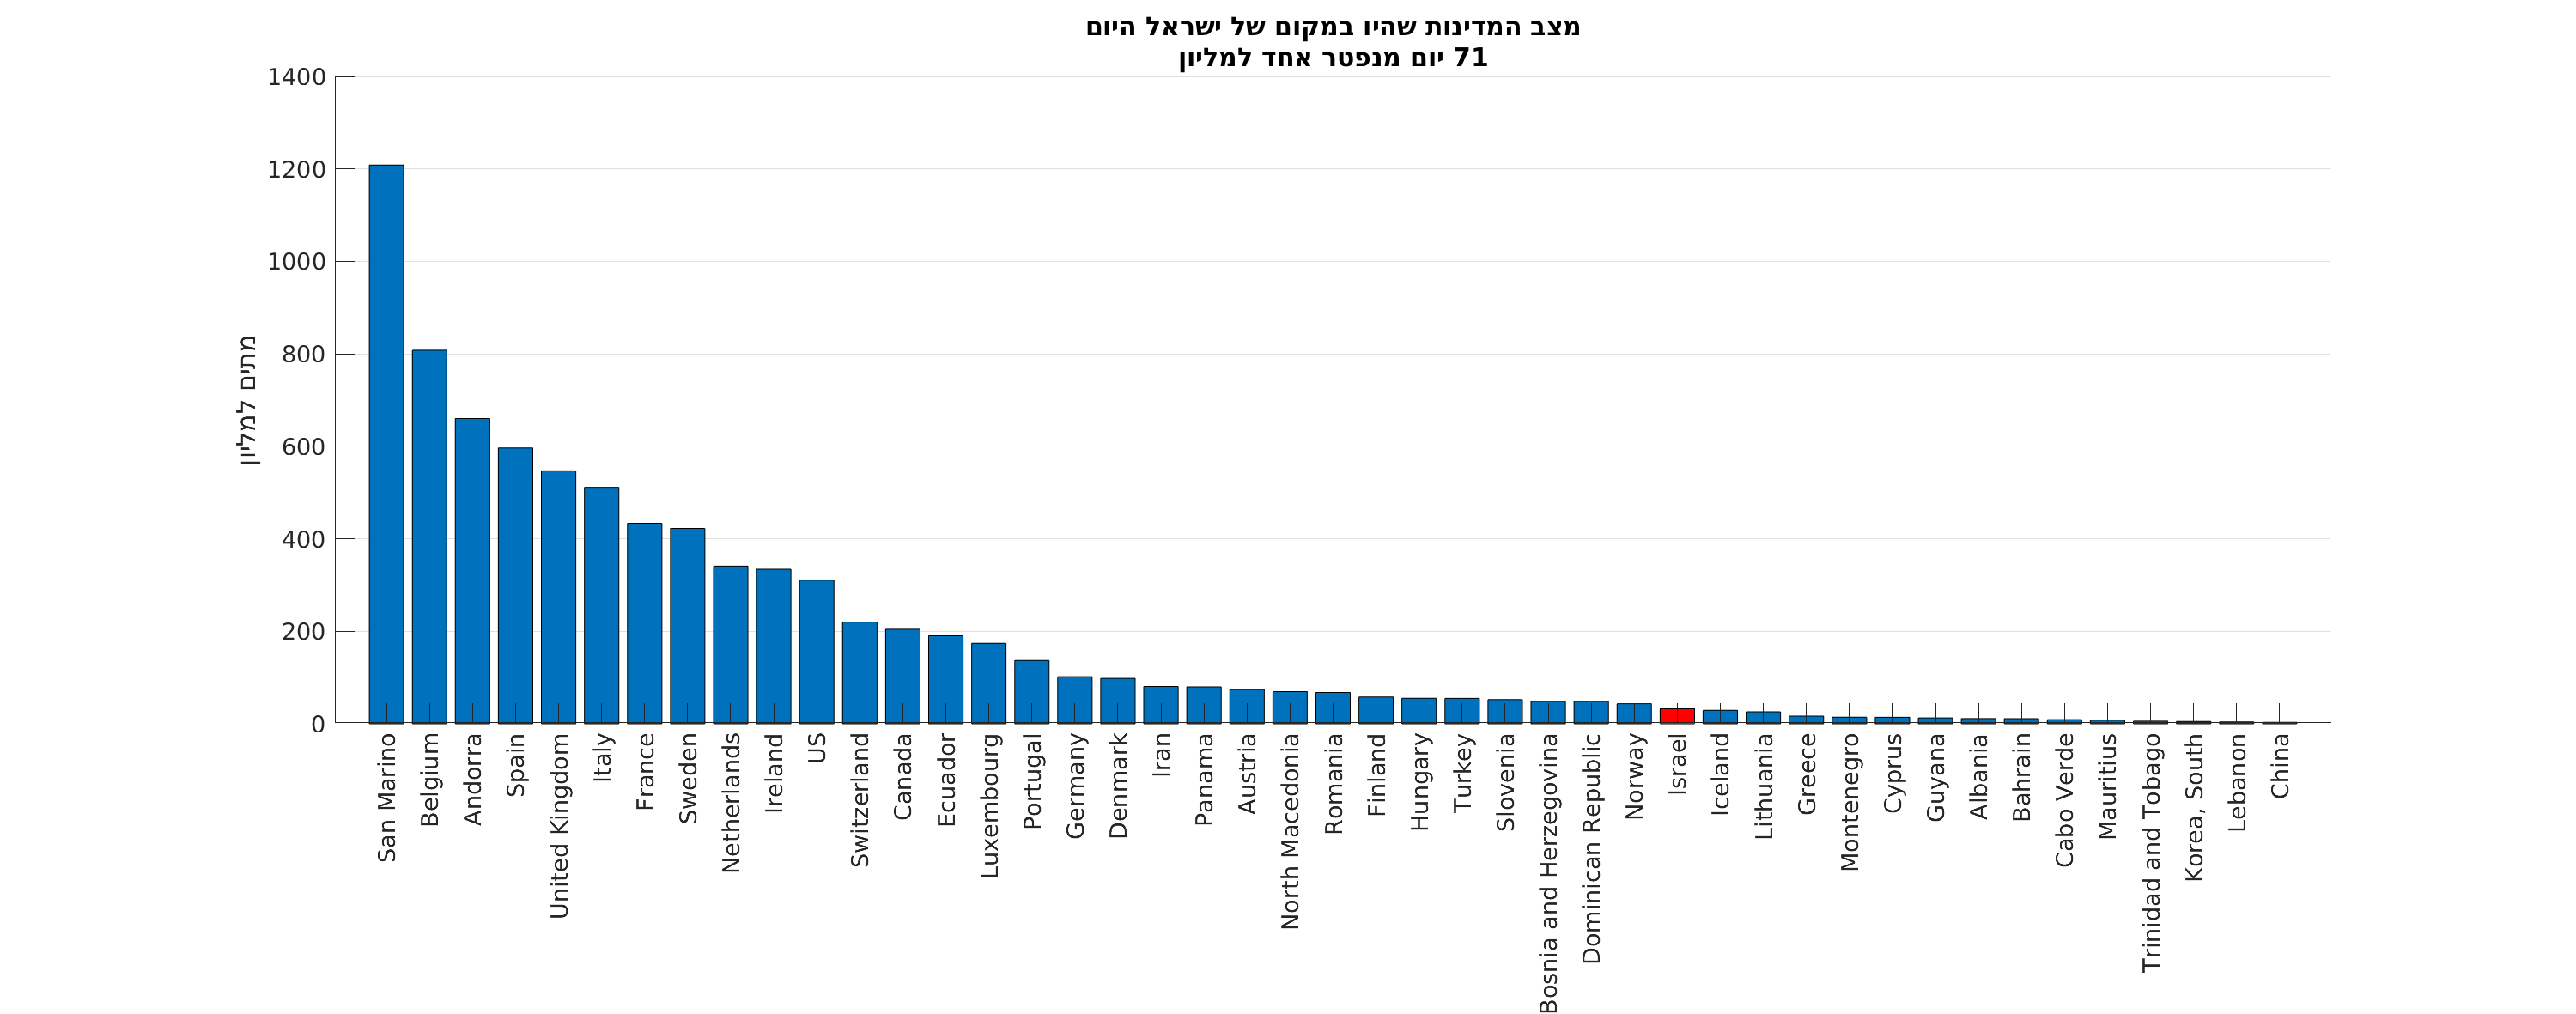 מצב המדינות שהיו במקום של ישראל היום
71 יום מנפטר אחד למליון
מתים למליון
1400
1200
1000
800
600
400
200
0
San Marino
Belgium
Andorra
Spain
United Kingdom
Italy
France
Sweden
Netherlands
Ireland
US
Switzerland
Canada
Ecuador
Luxembourg
Portugal
Germany
Denmark
Iran
Panama
Austria
North Macedonia
Romania
Finland
Hungary
Turkey
Slovenia
Bosnia and Herzegovina
Dominican Republic
Norway
Israel
Iceland
Lithuania
Greece
Montenegro
Cyprus
Guyana
Albania
Bahrain
Cabo Verde
Mauritius
Trinidad and Tobago
Korea, South
Lebanon
China